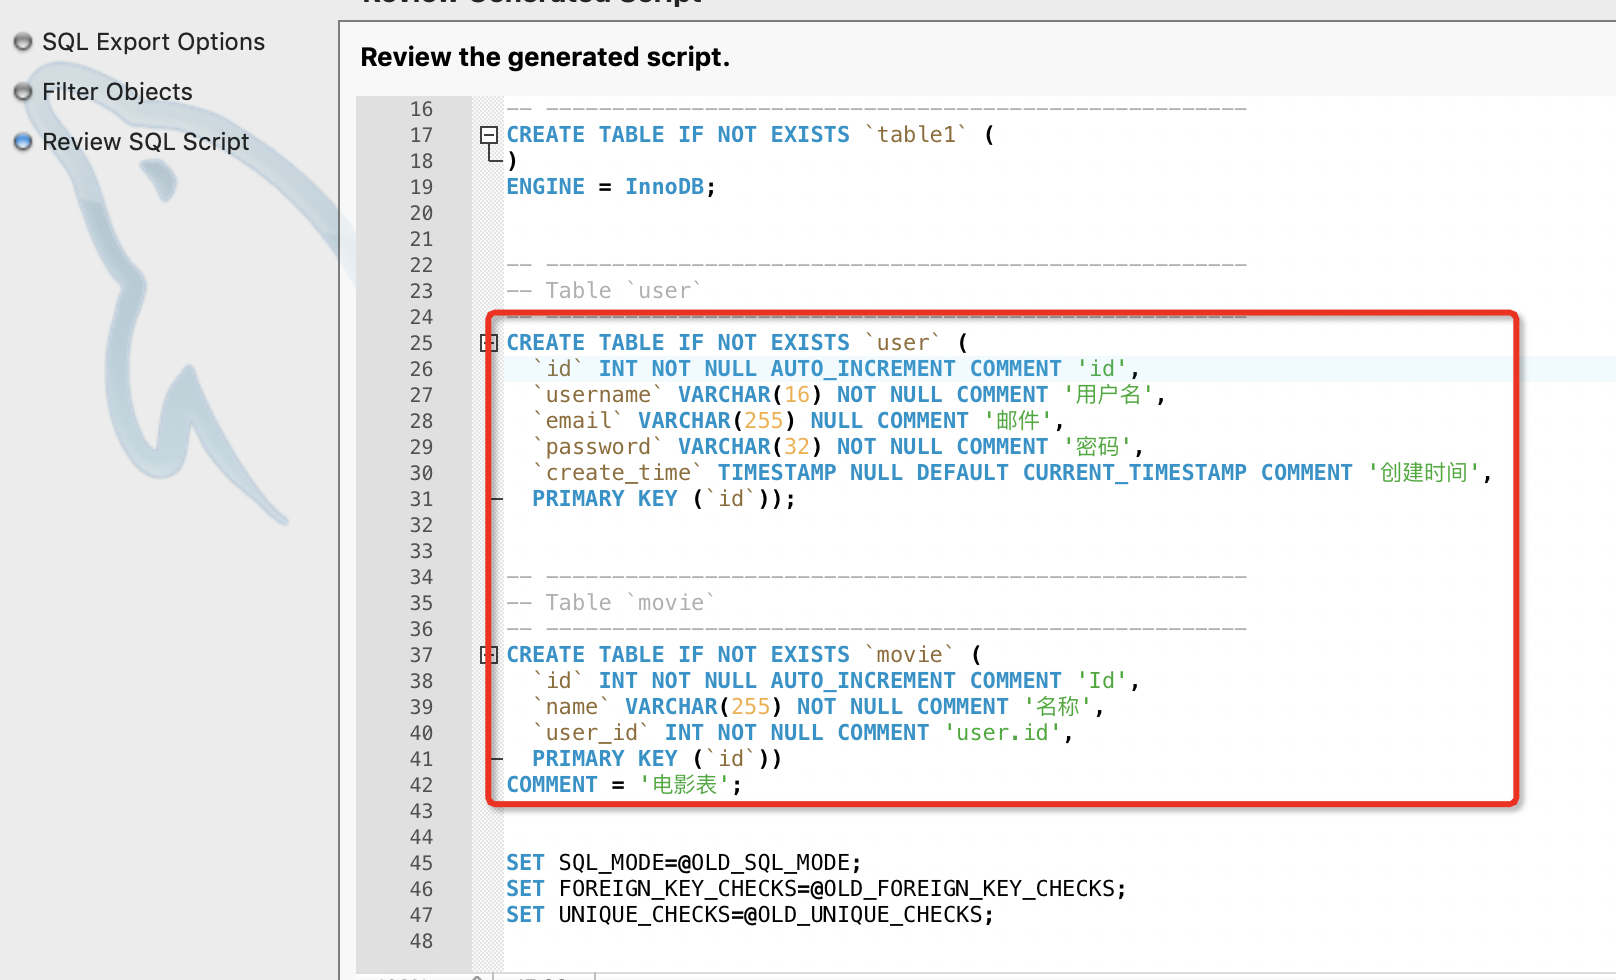 Review Generated Script
SQL Export Options
Filter Objects
Review SQL Script
Review the generated script.
16 -- -----------------------------------------------------
17 CREATE TABLE IF NOT EXISTS `table1` (
18 )
19 ENGINE = InnoDB;
20
21
22 -- -----------------------------------------------------
23 -- Table `user`
24 -- -----------------------------------------------------
25 CREATE TABLE IF NOT EXISTS `user` (
26   `id` INT NOT NULL AUTO_INCREMENT COMMENT 'id',
27   `username` VARCHAR(16) NOT NULL COMMENT '用户名',
28   `email` VARCHAR(255) NULL COMMENT '邮件',
29   `password` VARCHAR(32) NOT NULL COMMENT '密码',
30   `create_time` TIMESTAMP NULL DEFAULT CURRENT_TIMESTAMP COMMENT '创建时间',
31   PRIMARY KEY (`id`));
32
33
34 -- -----------------------------------------------------
35 -- Table `movie`
36 -- -----------------------------------------------------
37 CREATE TABLE IF NOT EXISTS `movie` (
38   `id` INT NOT NULL AUTO_INCREMENT COMMENT 'Id',
39   `name` VARCHAR(255) NOT NULL COMMENT '名称',
40   `user_id` INT NOT NULL COMMENT 'user.id',
41   PRIMARY KEY (`id`))
42 COMMENT = '电影表';
43
44
45 SET SQL_MODE=@OLD_SQL_MODE;
46 SET FOREIGN_KEY_CHECKS=@OLD_FOREIGN_KEY_CHECKS;
47 SET UNIQUE_CHECKS=@OLD_UNIQUE_CHECKS;
48